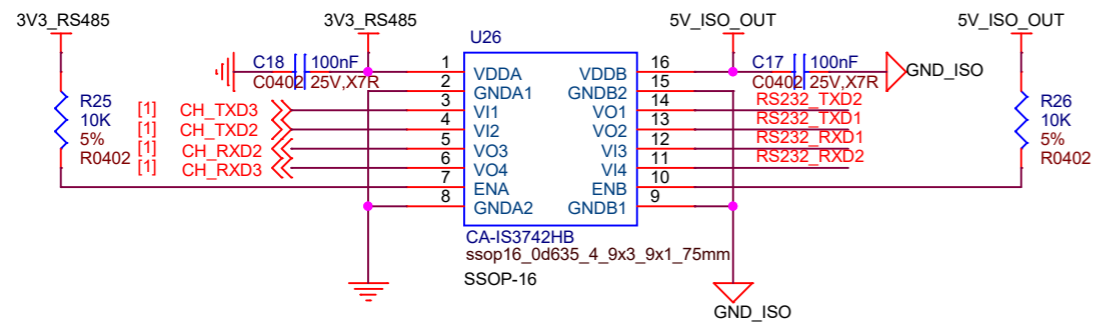 3V3_RS485
3V3_RS485
5V_ISO_OUT
5V_ISO_OUT
U26
C18 100nF
C0402 25V,X7R
C17 100nF
C0402 25V,X7R
GND_ISO
R25
10K
5%
R0402
R26
10K
5%
R0402
[1] CH_TXD3
[1] CH_TXD2
[1] CH_RXD2
[1] CH_RXD3
1 VDDA VDDB 16
2 GNDA1 GNDB2 15
3 VI1 VO1 14 RS232_TXD2
4 VI2 VO2 13 RS232_TXD1
5 VO3 VI3 12 RS232_RXD1
6 VO4 VI4 11 RS232_RXD2
7 ENA ENB 10
8 GNDA2 GNDB1 9
CA-IS3742HB
ssop16_0d635_4_9x3_9x1_75mm
SSOP-16
GND_ISO